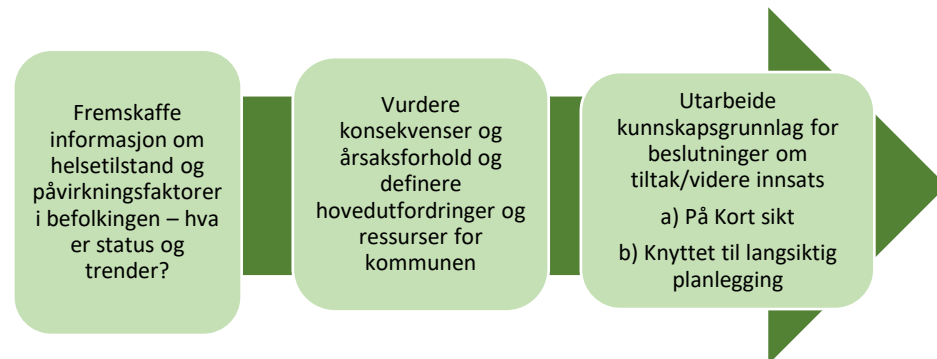 Fremskaffe
informasjon om
helsetilstand og
påvirkningsfaktorer
i befolkingen – hva
er status og
trender?
Vurdere
konsekvenser og
årsaksforhold og
definere
hovedutfordringer og
ressurser for
kommunen
Utarbeide
kunnskapsgrunnlag for
beslutninger om
tiltak/videre innsats
a) På Kort sikt
b) Knyttet til langsiktig
planlegging